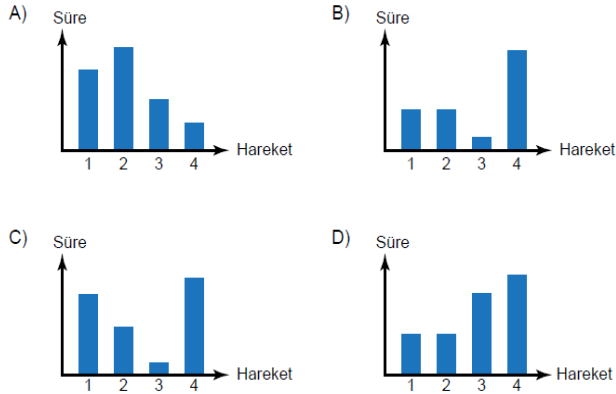 A)
Süre
Hareket
1 2 3 4
B)
Süre
Hareket
1 2 3 4
C)
Süre
Hareket
1 2 3 4
D)
Süre
Hareket
1 2 3 4